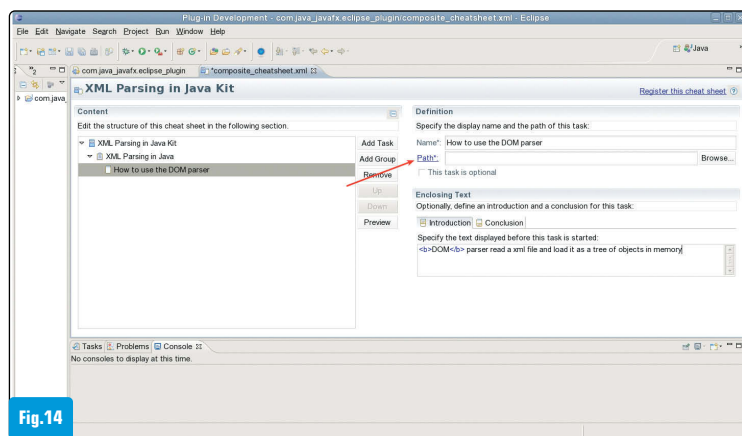 Plug-in Development - com.java_javafx.eclipse_plugin/composite_cheatsheet.xml - Eclipse
File Edit Navigate Search Project Run Window Help
Java
2
com.java_javafx.eclipse_plugin
*composite_cheatsheet.xml
com.java_
XML Parsing in Java Kit
Register this cheat sheet
Content
Edit the structure of this cheat sheet in the following section.
XML Parsing in Java Kit
XML Parsing in Java
How to use the DOM parser
Add Task
Add Group
Remove
Up
Down
Preview
Definition
Specify the display name and the path of this task:
Name*: How to use the DOM parser
Path*:
Browse...
This task is optional
Enclosing Text
Optionally, define an introduction and a conclusion for this task:
Introduction Conclusion
Specify the text displayed before this task is started:
<b>DOM</b> parser read a xml file and load it as a tree of objects in memory
Tasks Problems Console
No consoles to display at this time.
Fig.14